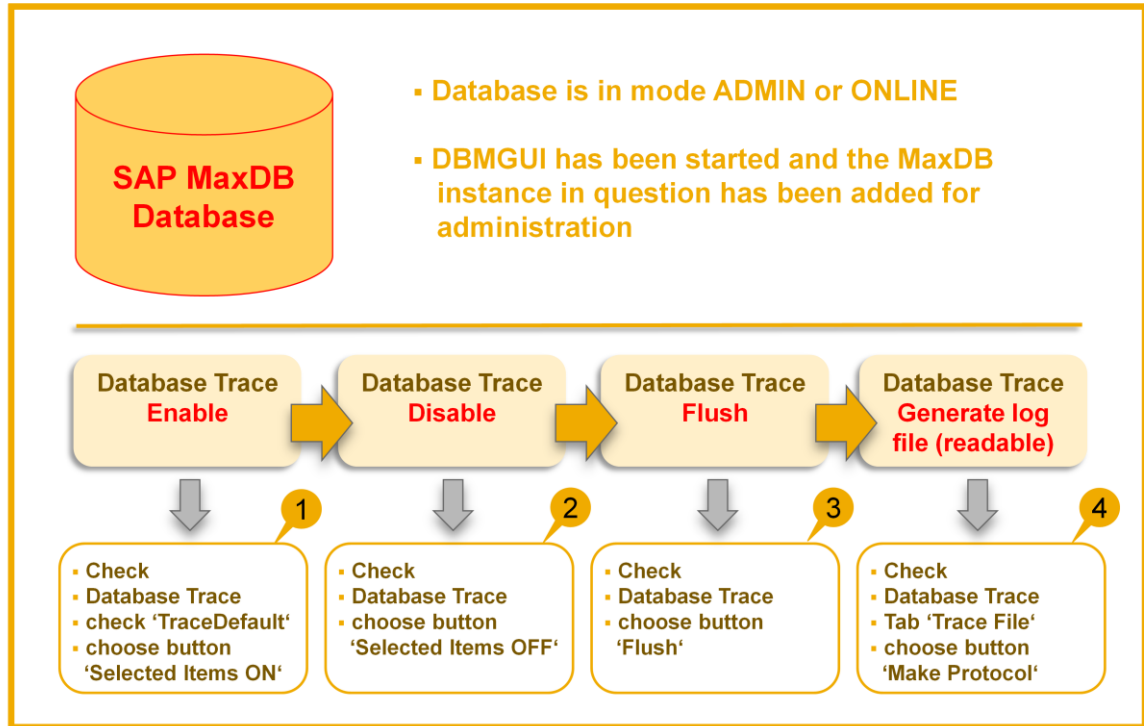 SAP MaxDB
Database
▪ Database is in mode ADMIN or ONLINE
▪ DBMGUI has been started and the MaxDB
instance in question has been added for
administration
Database Trace
Enable
Database Trace
Disable
Database Trace
Flush
Database Trace
Generate log
file (readable)
1
▪ Check
▪ Database Trace
▪ check ‘TraceDefault‘
▪ choose button
‘Selected Items ON‘
2
▪ Check
▪ Database Trace
▪ choose button
‘Selected Items OFF‘
3
▪ Check
▪ Database Trace
▪ choose button
‘Flush‘
4
▪ Check
▪ Database Trace
▪ Tab ‘Trace File‘
▪ choose button
‘Make Protocol‘